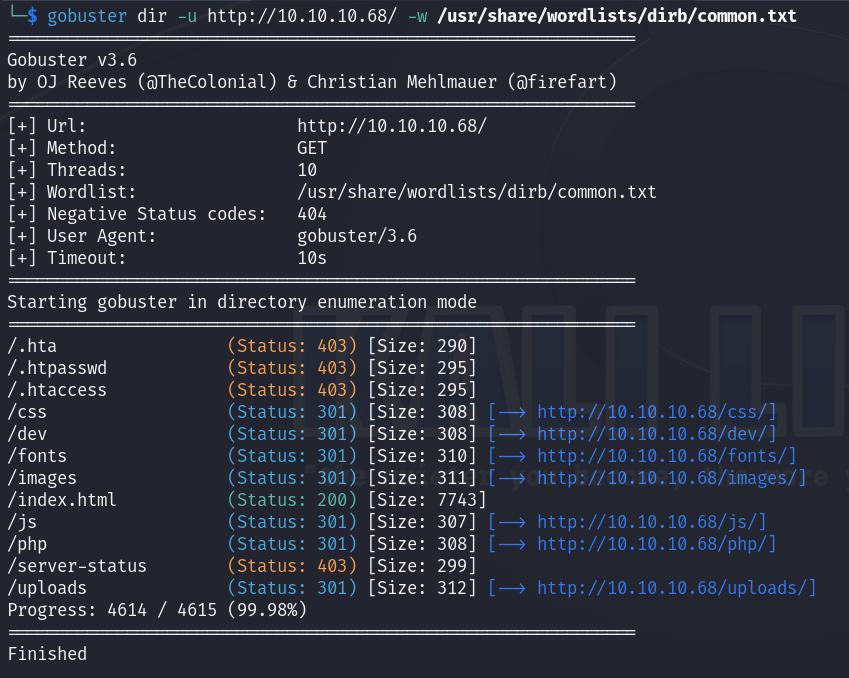 └─$ gobuster dir -u http://10.10.10.68/ -w /usr/share/wordlists/dirb/common.txt
===============================================================
Gobuster v3.6
by OJ Reeves (@TheColonial) & Christian Mehlmauer (@firefart)
===============================================================
[+] Url:                     http://10.10.10.68/
[+] Method:                  GET
[+] Threads:                 10
[+] Wordlist:                /usr/share/wordlists/dirb/common.txt
[+] Negative Status codes:   404
[+] User Agent:              gobuster/3.6
[+] Timeout:                 10s
===============================================================
Starting gobuster in directory enumeration mode
===============================================================
/.hta                 (Status: 403) [Size: 290]
/.htpasswd            (Status: 403) [Size: 295]
/.htaccess            (Status: 403) [Size: 295]
/css                  (Status: 301) [Size: 308] [--> http://10.10.10.68/css/]
/dev                  (Status: 301) [Size: 308] [--> http://10.10.10.68/dev/]
/fonts                (Status: 301) [Size: 310] [--> http://10.10.10.68/fonts/]
/images               (Status: 301) [Size: 311] [--> http://10.10.10.68/images/]
/index.html           (Status: 200) [Size: 7743]
/js                   (Status: 301) [Size: 307] [--> http://10.10.10.68/js/]
/php                  (Status: 301) [Size: 308] [--> http://10.10.10.68/php/]
/server-status        (Status: 403) [Size: 299]
/uploads              (Status: 301) [Size: 312] [--> http://10.10.10.68/uploads/]
Progress: 4614 / 4615 (99.98%)
===============================================================
Finished